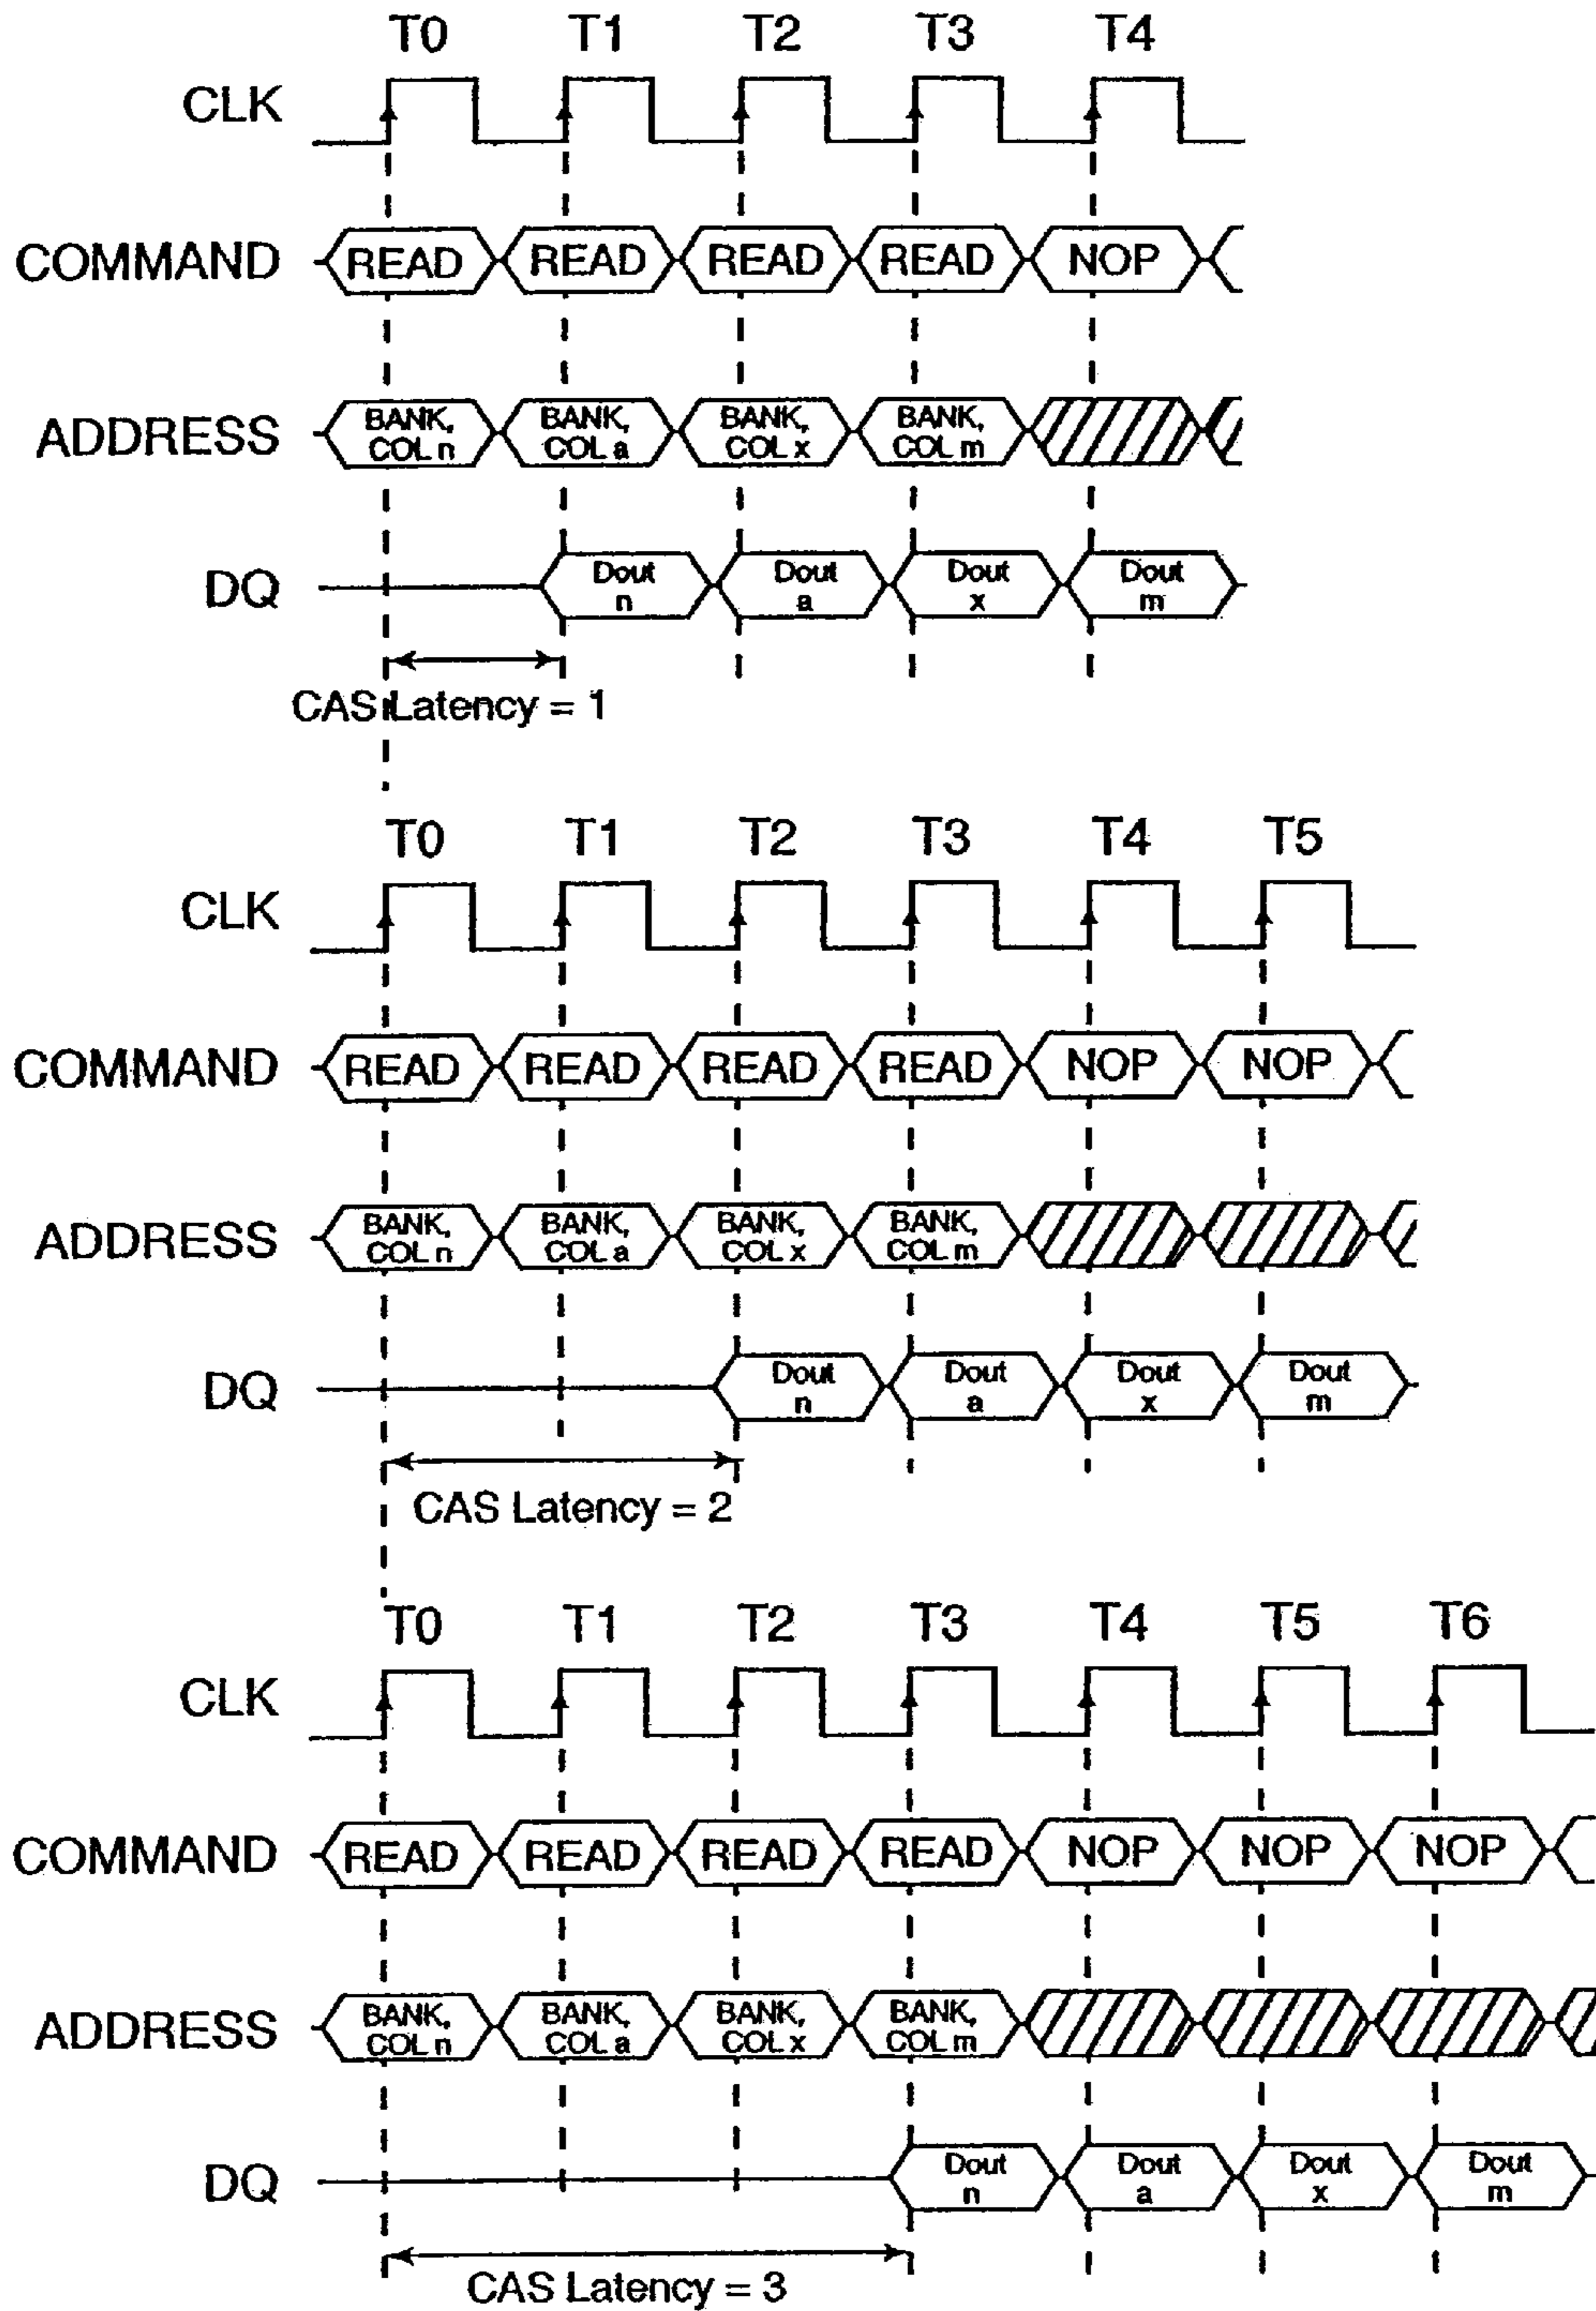 T0 T1 T2 T3 T4
CLK
COMMAND READ READ READ READ NOP
ADDRESS BANK, COL n BANK, COL a BANK, COL x BANK, COL m
DQ Dout n Dout a Dout x Dout m
CAS Latency = 1
T0 T1 T2 T3 T4 T5
CLK
COMMAND READ READ READ READ NOP NOP
ADDRESS BANK, COL n BANK, COL a BANK, COL x BANK, COL m
DQ Dout n Dout a Dout x Dout m
CAS Latency = 2
T0 T1 T2 T3 T4 T5 T6
CLK
COMMAND READ READ READ READ NOP NOP NOP
ADDRESS BANK, COL n BANK, COL a BANK, COL x BANK, COL m
DQ Dout n Dout a Dout x Dout m
CAS Latency = 3